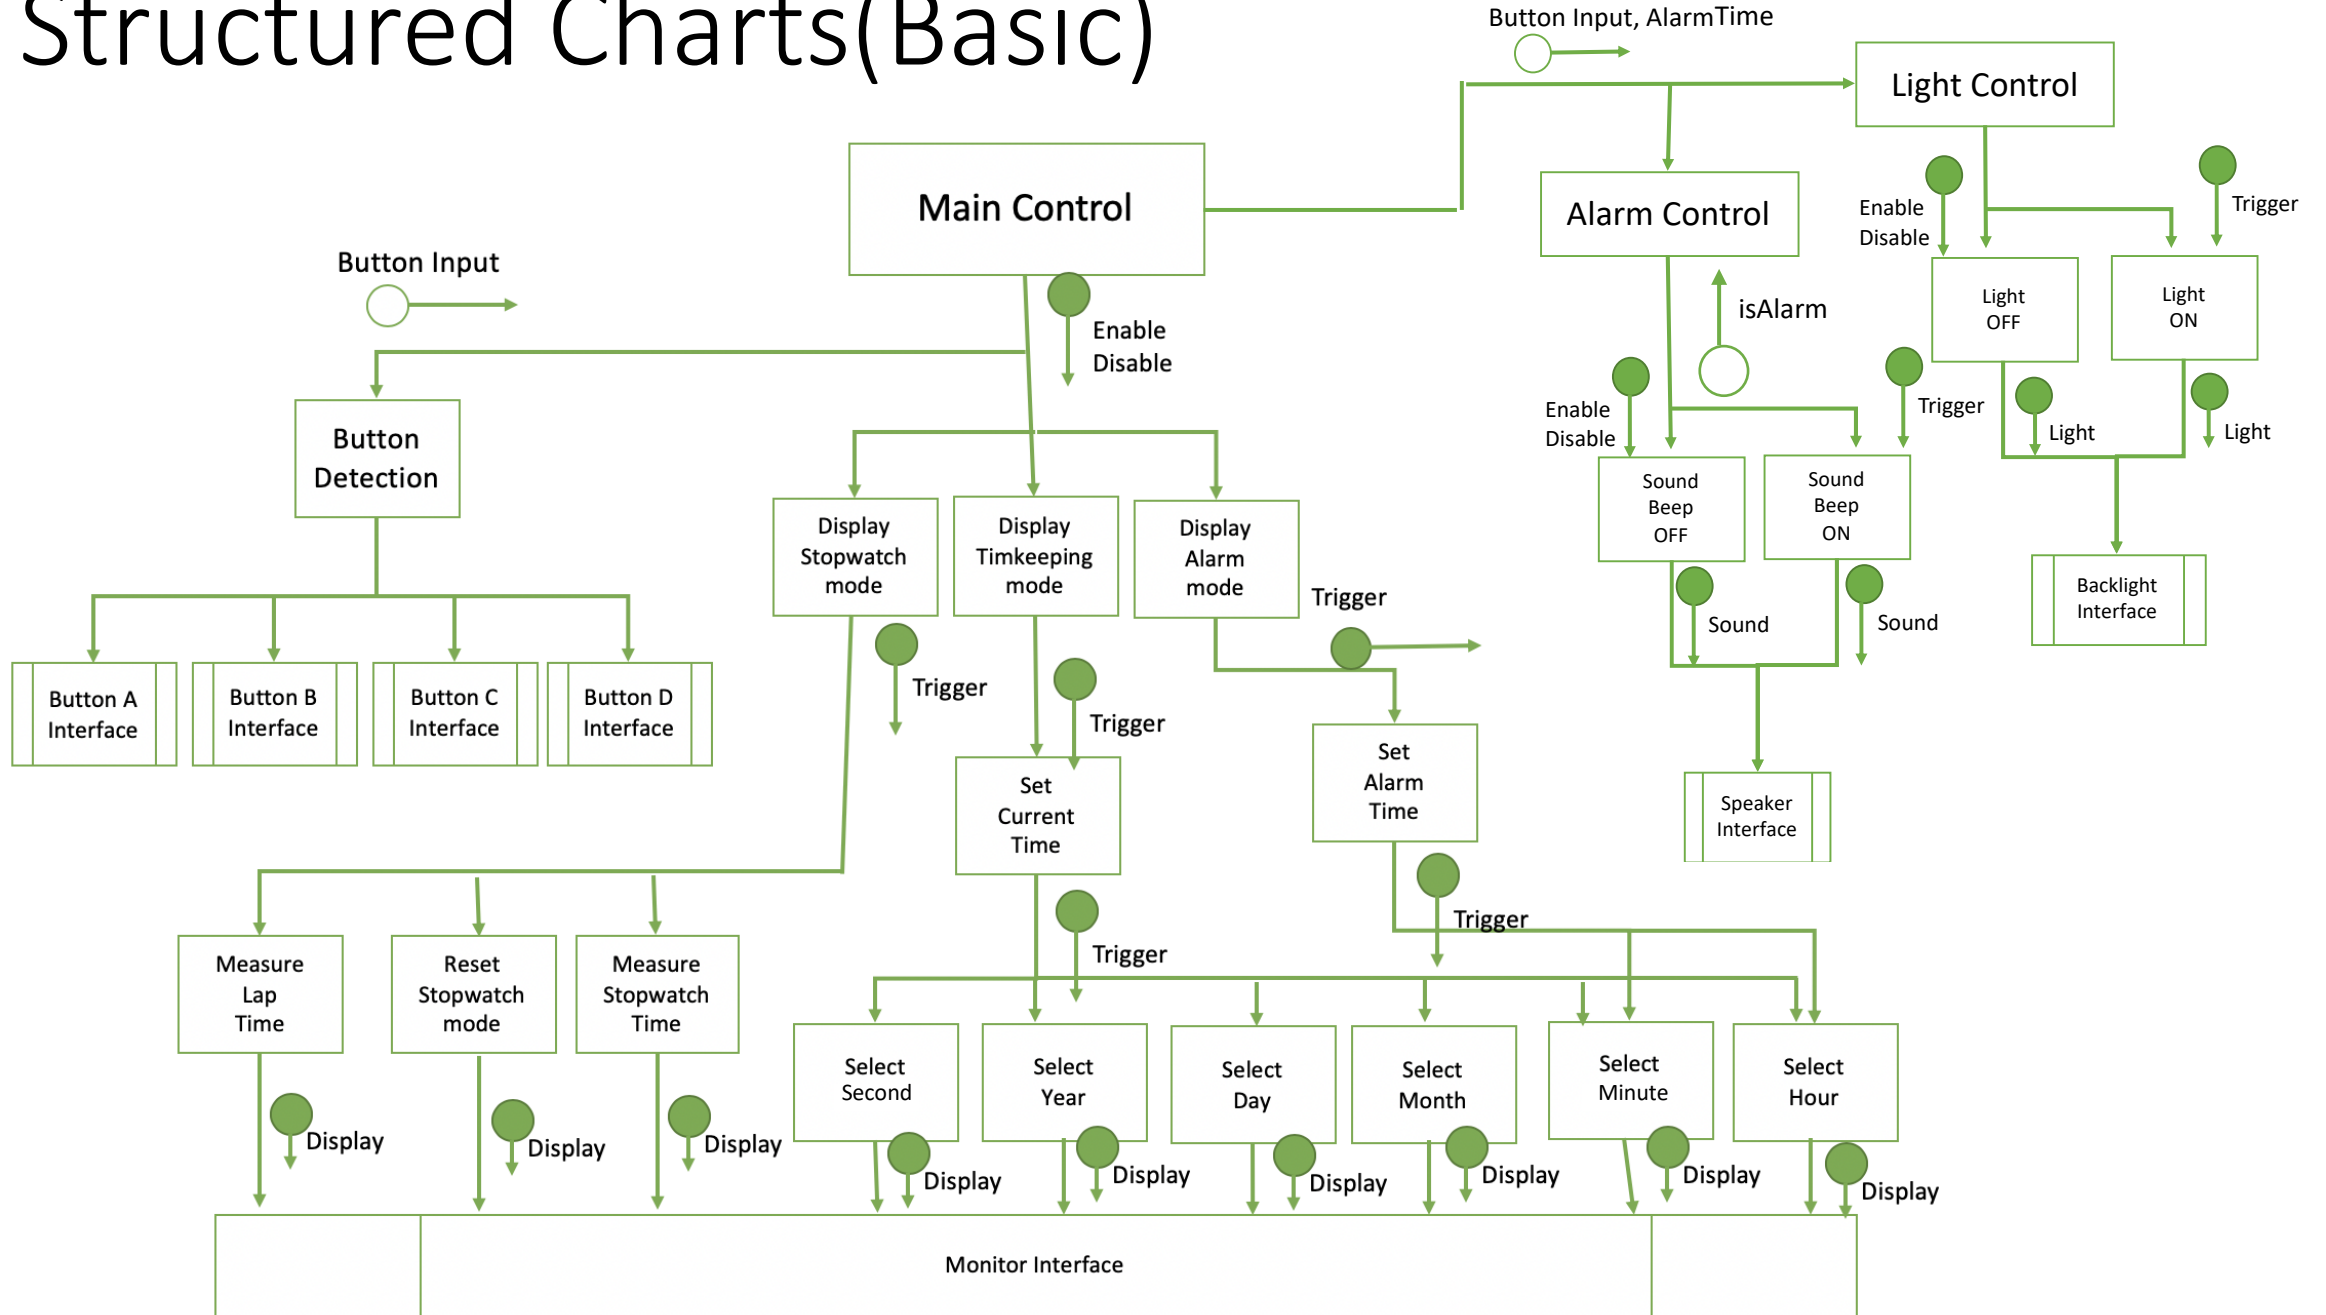 Structured Charts(Basic)
Button Input, AlarmTime
Light Control
Main Control
Alarm Control
Enable
Disable
Trigger
Button Input
Enable
Disable
isAlarm
Light
OFF
Light
ON
Button
Detection
Enable
Disable
Trigger
Light
Light
Display
Stopwatch
mode
Display
Timkeeping
mode
Display
Alarm
mode
Sound
Beep
OFF
Sound
Beep
ON
Trigger
Sound
Sound
Backlight
Interface
Button A
Interface
Button B
Interface
Button C
Interface
Button D
Interface
Trigger
Trigger
Set
Current
Time
Set
Alarm
Time
Speaker
Interface
Trigger
Trigger
Measure
Lap
Time
Reset
Stopwatch
mode
Measure
Stopwatch
Time
Select
Second
Select
Year
Select
Day
Select
Month
Select
Minute
Select
Hour
Display
Display
Display
Display
Display
Display
Display
Display
Display
Monitor Interface